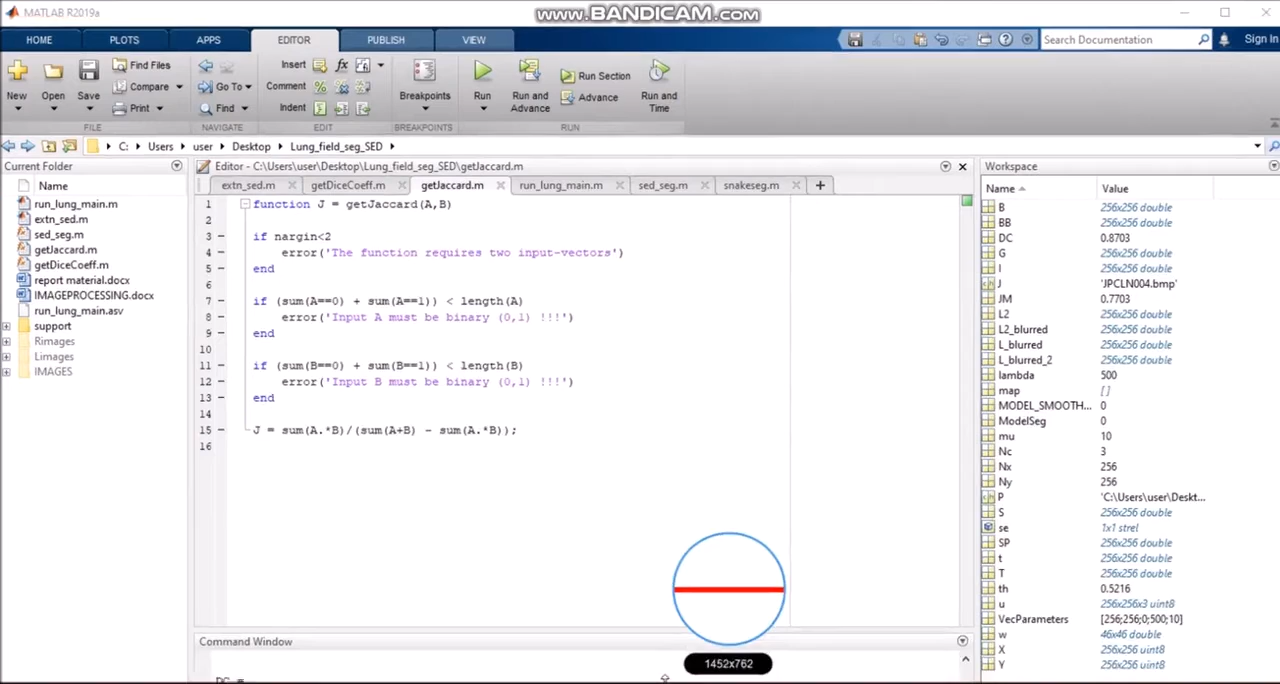 www.BANDICAM.com
MATLAB R2019a
HOME PLOTS APPS EDITOR PUBLISH VIEW Search Documentation Sign In
New Open Save Find Files Compare Print
Go To Find
Insert fx Comment Indent
Breakpoints
Run Run and Advance Run Section Advance Run and Time
FILE NAVIGATE EDIT BREAKPOINTS RUN
C: Users user Desktop Lung_field_seg_SED
Current Folder
Name
run_lung_main.m
extn_sed.m
sed_seg.m
getJaccard.m
getDiceCoeff.m
report material.docx
IMAGEPROCESSING.docx
run_lung_main.asv
support
Rimages
Limages
IMAGES
Editor - C:\Users\user\Desktop\Lung_field_seg_SED\getJaccard.m
extn_sed.m getDiceCoeff.m getJaccard.m run_lung_main.m sed_seg.m snakeseg.m
1 function J = getJaccard(A,B)
2
3 if nargin<2
4 error('The function requires two input-vectors')
5 end
6
7 if (sum(A==0) + sum(A==1)) < length(A)
8 error('Input A must be binary (0,1) !!!')
9 end
10
11 if (sum(B==0) + sum(B==1)) < length(B)
12 error('Input B must be binary (0,1) !!!')
13 end
14
15 J = sum(A.*B)/(sum(A+B) - sum(A.*B));
16
Command Window
1452x762
Workspace
Name Value
B 256x256 double
BB 256x256 double
DC 0.8703
G 256x256 double
I 256x256 double
J 'JPCLN004.bmp'
JM 0.7703
L2 256x256 double
L2_blurred 256x256 double
L_blurred 256x256 double
L_blurred_2 256x256 double
lambda 500
map []
MODEL_SMOOTH... 0
ModelSeg 0
mu 10
Nc 3
Nx 256
Ny 256
P 'C:\Users\user\Deskt...
S 256x256 double
se 1x1 strel
SP 256x256 double
t 256x256 double
T 256x256 double
th 0.5216
u 256x256x3 uint8
VecParameters [256;256;0;500;10]
w 46x46 double
X 256x256 uint8
Y 256x256 uint8